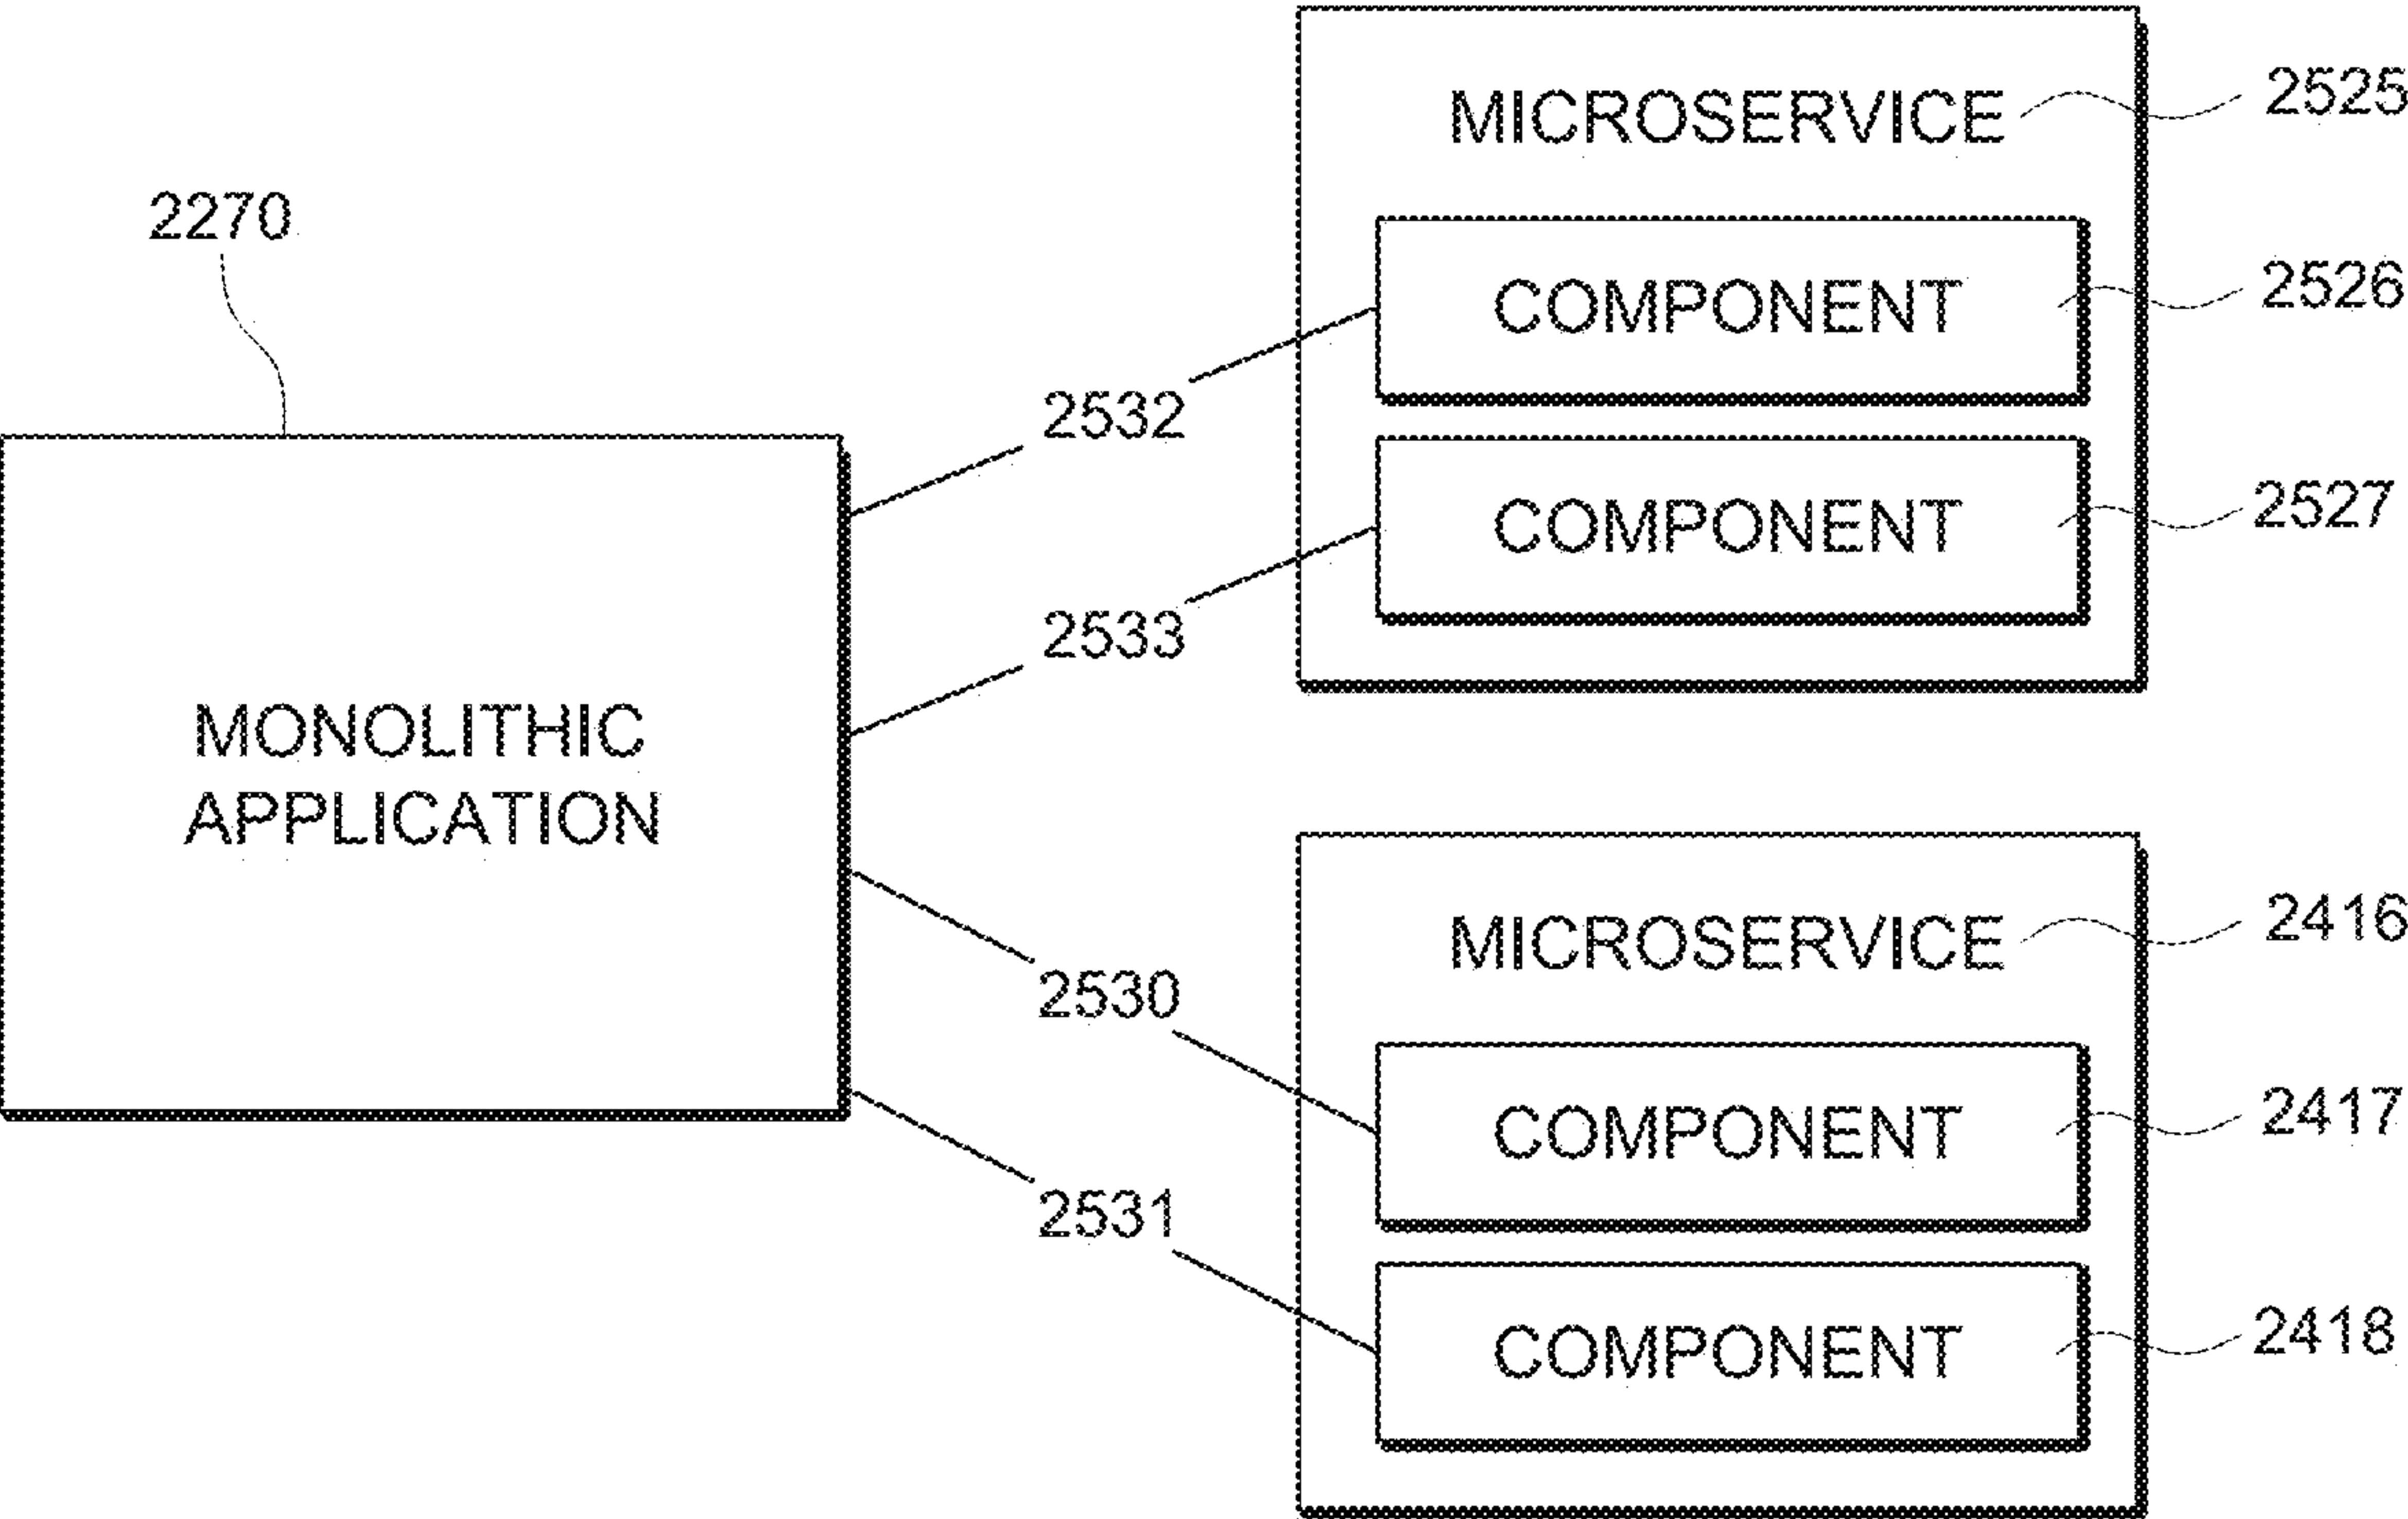 2525
MICROSERVICE
2270
2526
COMPONENT
2532
2527
COMPONENT
2533
MONOLITHIC
APPLICATION
2416
MICROSERVICE
2530
2417
COMPONENT
2531
2418
COMPONENT